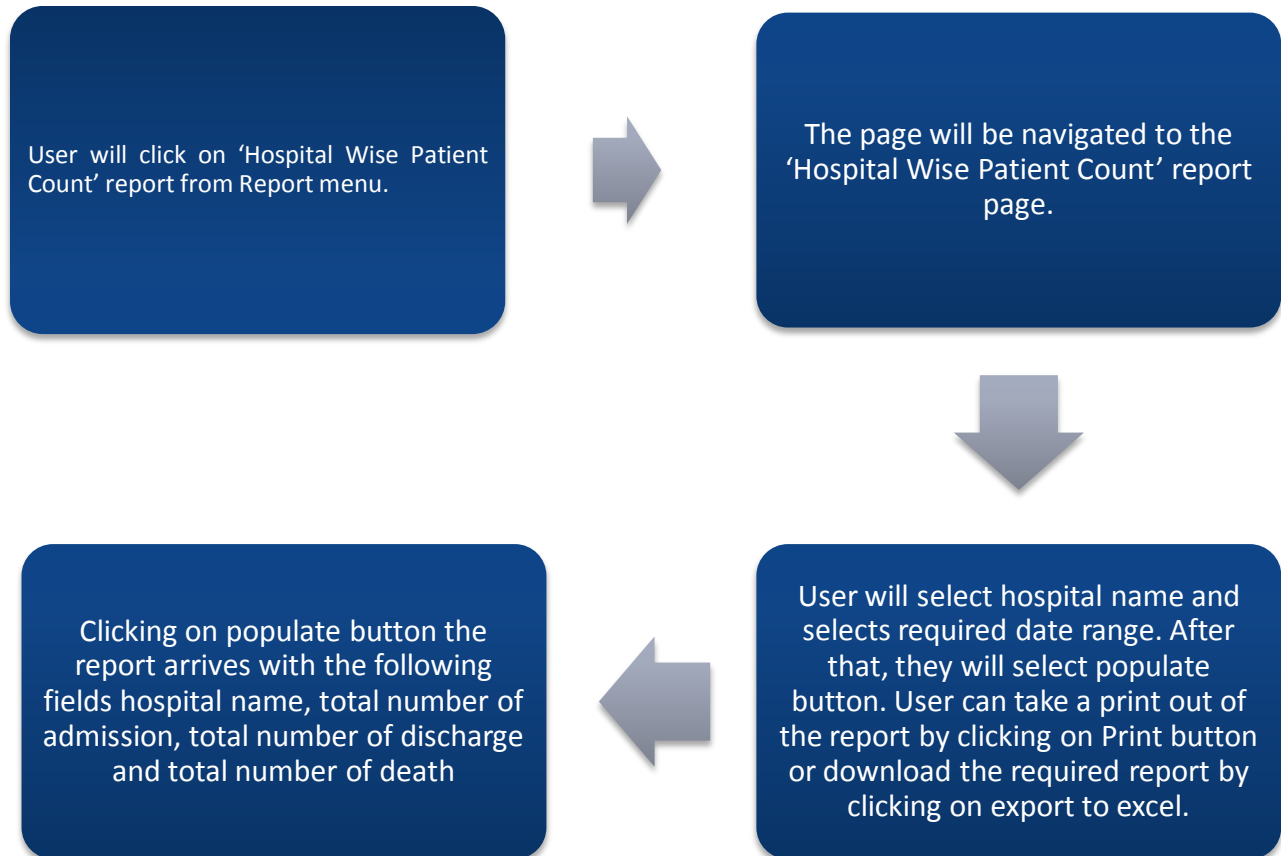 User will click on ‘Hospital Wise Patient
Count’ report from Report menu.
The page will be navigated to the
‘Hospital Wise Patient Count’ report
page.
User will select hospital name and
selects required date range. After
that, they will select populate
button. User can take a print out of
the report by clicking on Print button
or download the required report by
clicking on export to excel.
Clicking on populate button the
report arrives with the following
fields hospital name, total number of
admission, total number of discharge
and total number of death